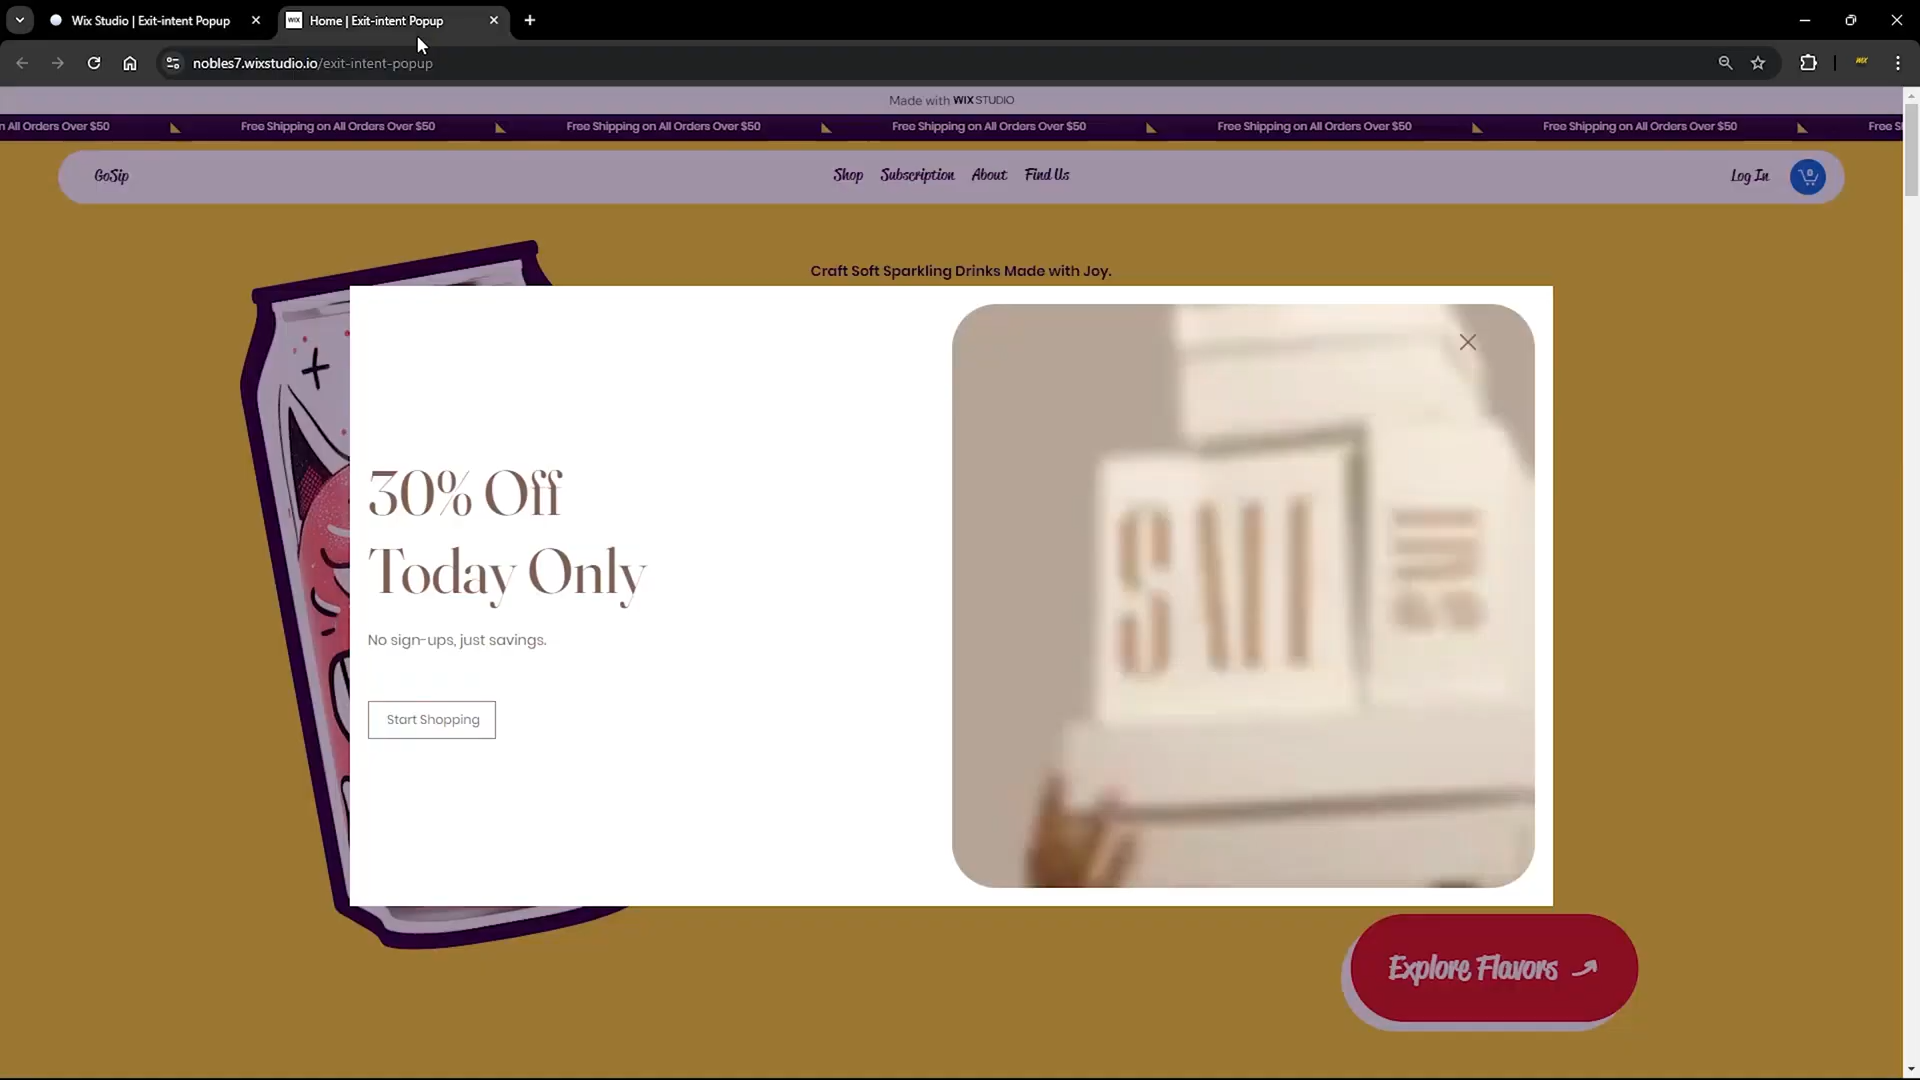 Wix Studio | Exit-intent Popup
WIX Home | Exit-intent Popup
nobles7.wixstudio.io/exit-intent-popup
Made with WIX STUDIO
n All Orders Over $50 Free Shipping on All Orders Over $50 Free Shipping on All Orders Over $50 Free Shipping on All Orders Over $50 Free Shipping on All Orders Over $50 Free Shipping on All Orders Over $50 Free S
GoSip Shop Subscription About Find Us Log In 0
Craft Soft Sparkling Drinks Made with Joy.
30% Off
Today Only
No sign-ups, just savings.
Start Shopping
Explore Flavors